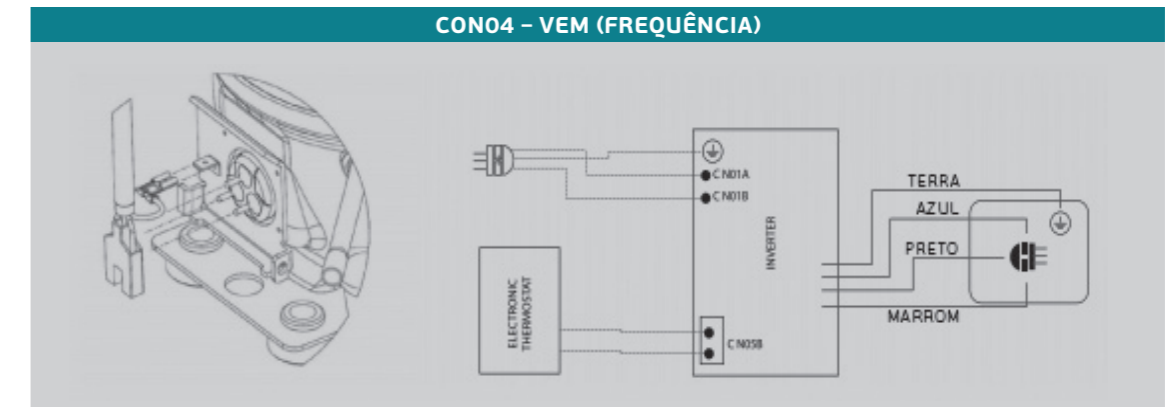 CON04 – VEM (FREQUÊNCIA)
C N01A
C N01B
INVERTER
TERRA
AZUL
PRETO
MARROM
ELECTRONIC
THERMOSTAT
C N05B